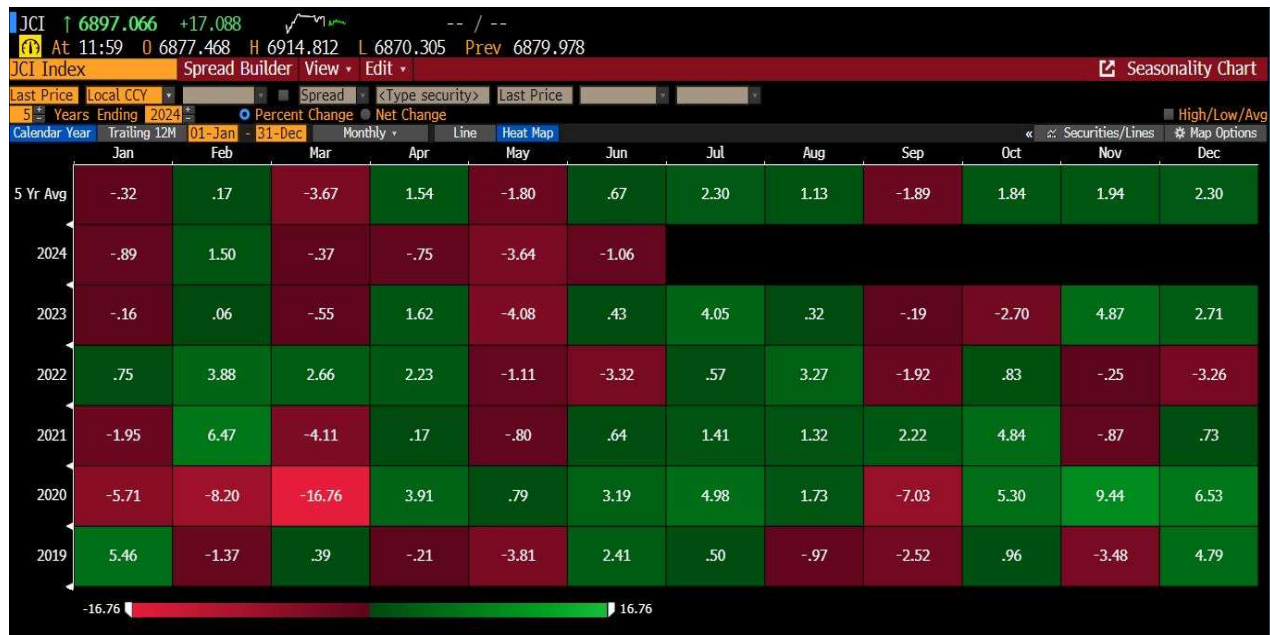 JCI ↑ 6897.066 +17.088 -- / --
At 11:59 O 6877.468 H 6914.812 L 6870.305 Prev 6879.978
JCI Index Spread Builder View Edit Seasonality Chart
Last Price Local CCY Spread <Type security> Last Price
5 Years Ending 2024 Percent Change Net Change High/Low/Avg
Calendar Year Trailing 12M 01-Jan - 31-Dec Monthly Line Heat Map « Securities/Lines Map Options
Jan Feb Mar Apr May Jun Jul Aug Sep Oct Nov Dec
5 Yr Avg -.32 .17 -3.67 1.54 -1.80 .67 2.30 1.13 -1.89 1.84 1.94 2.30
2024 -.89 1.50 -.37 -.75 -3.64 -1.06
2023 -.16 .06 -.55 1.62 -4.08 .43 4.05 .32 -.19 -2.70 4.87 2.71
2022 .75 3.88 2.66 2.23 -1.11 -3.32 .57 3.27 -1.92 .83 -.25 -3.26
2021 -1.95 6.47 -4.11 .17 -.80 .64 1.41 1.32 2.22 4.84 -.87 .73
2020 -5.71 -8.20 -16.76 3.91 .79 3.19 4.98 1.73 -7.03 5.30 9.44 6.53
2019 5.46 -1.37 .39 -.21 -3.81 2.41 .50 -.97 -2.52 .96 -3.48 4.79
-16.76 16.76